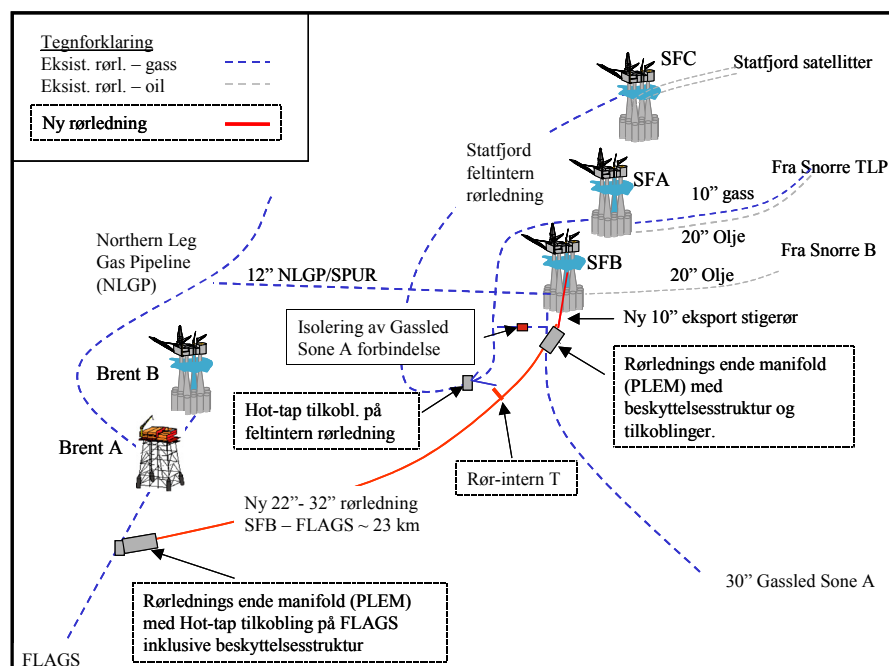 Tegnforklaring
Eksist. rørl. – gass
Eksist. rørl. – oil
Ny rørledning
SFC
Statfjord satellitter
Statfjord
feltintern
rørledning
SFA
Fra Snorre TLP
10” gass
20” Olje
Northern Leg
Gas Pipeline
(NLGP)
12” NLGP/SPUR
SFB
20” Olje
Fra Snorre B
Isolering av Gassled
Sone A forbindelse
Ny 10” eksport stigerør
Brent B
Rørlednings ende manifold
(PLEM) med
beskyttelsesstruktur og
tilkoblinger.
Hot-tap tilkobl. på
feltintern rørledning
Brent A
Rør-intern T
Ny 22”- 32” rørledning
SFB – FLAGS ~ 23 km
30” Gassled Sone A
Rørlednings ende manifold (PLEM)
med Hot-tap tilkobling på FLAGS
inklusive beskyttelsesstruktur
FLAGS